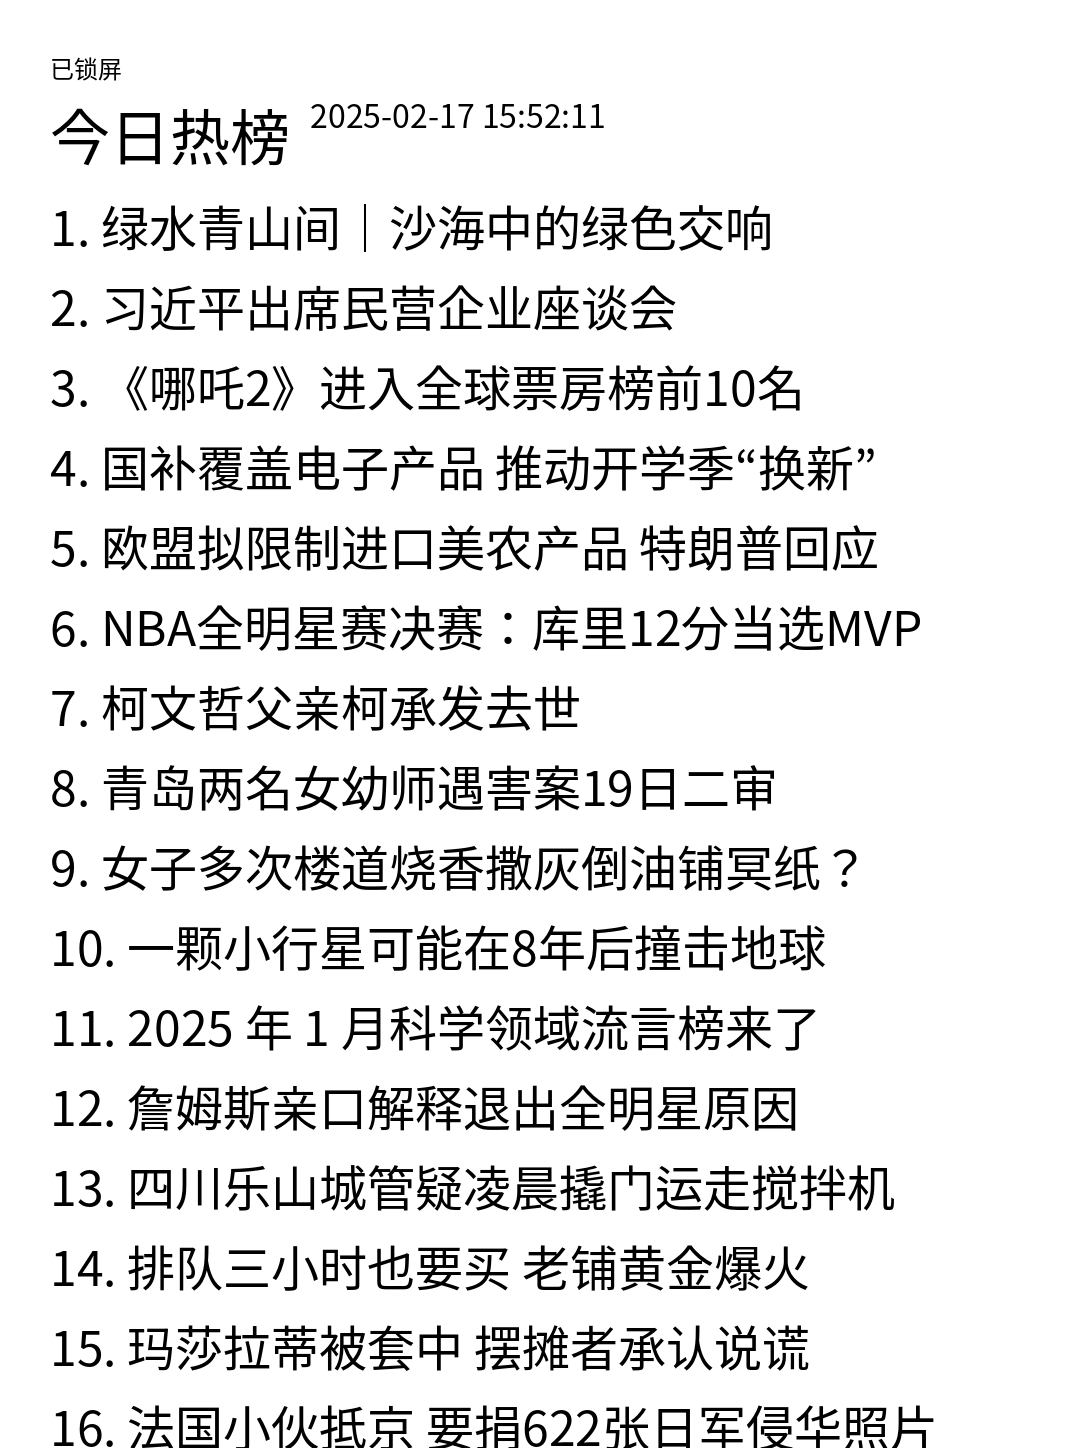 已锁屏
今日热榜 2025-02-17 15:52:11
1. 绿水青山间｜沙海中的绿色交响
2. 习近平出席民营企业座谈会
3. 《哪吒2》进入全球票房榜前10名
4. 国补覆盖电子产品 推动开学季“换新”
5. 欧盟拟限制进口美农产品 特朗普回应
6. NBA全明星赛决赛：库里12分当选MVP
7. 柯文哲父亲柯承发去世
8. 青岛两名女幼师遇害案19日二审
9. 女子多次楼道烧香撒灰倒油铺冥纸？
10. 一颗小行星可能在8年后撞击地球
11. 2025 年 1 月科学领域流言榜来了
12. 詹姆斯亲口解释退出全明星原因
13. 四川乐山城管疑凌晨撬门运走搅拌机
14. 排队三小时也要买 老铺黄金爆火
15. 玛莎拉蒂被套中 摆摊者承认说谎
16. 法国小伙抵京 要捐622张日军侵华照片